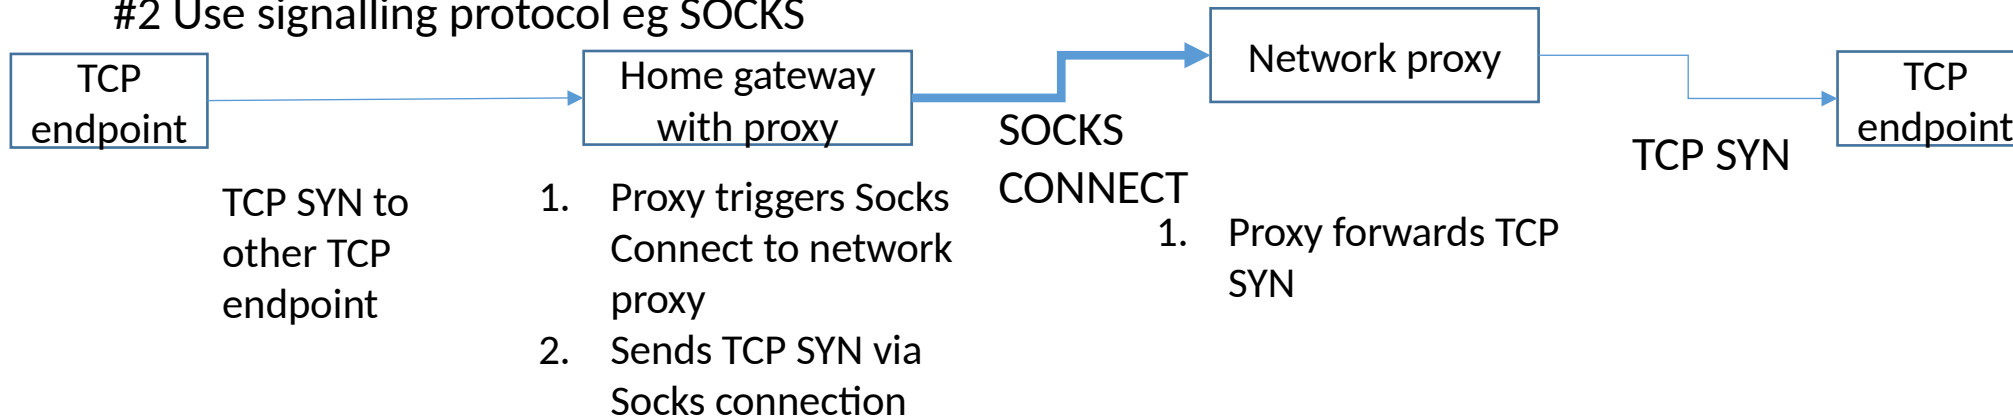 #2 Use signalling protocol eg SOCKS
TCP
endpoint
Home gateway
with proxy
Network proxy
TCP
endpoint
SOCKS
CONNECT
TCP SYN
TCP SYN to
other TCP
endpoint
1. Proxy triggers Socks
Connect to network
proxy
2. Sends TCP SYN via
Socks connection
1. Proxy forwards TCP
SYN